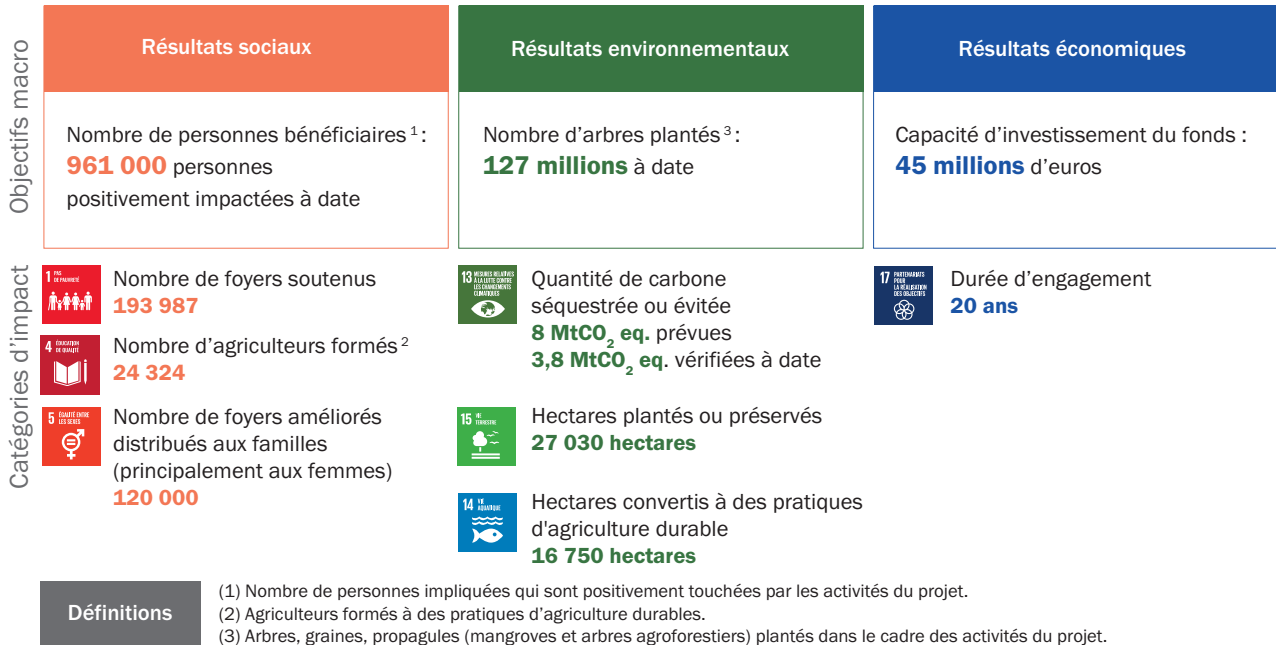 Objectifs macro
Résultats sociaux
Nombre de personnes bénéficiaires 1 :
961 000 personnes
positivement impactées à date
Résultats environnementaux
Nombre d’arbres plantés 3 :
127 millions à date
Résultats économiques
Capacité d’investissement du fonds :
45 millions d’euros
Catégories d’impact
1 PAS
DE PAUVRETÉ
Nombre de foyers soutenus
193 987
4 ÉDUCATION
DE QUALITÉ
Nombre d’agriculteurs formés 2
24 324
5 ÉGALITÉ ENTRE
LES SEXES
Nombre de foyers améliorés
distribués aux familles
(principalement aux femmes)
120 000
13 MESURES RELATIVES
À LA LUTTE CONTRE
LES CHANGEMENTS
CLIMATIQUES
Quantité de carbone
séquestrée ou évitée
8 MtCO2 eq. prévues
3,8 MtCO2 eq. vérifiées à date
15 VIE
TERRESTRE
Hectares plantés ou préservés
27 030 hectares
14 VIE
AQUATIQUE
Hectares convertis à des pratiques
d'agriculture durable
16 750 hectares
17 PARTENARIATS
POUR
LA RÉALISATION
DES OBJECTIFS
Durée d’engagement
20 ans
Définitions
(1) Nombre de personnes impliquées qui sont positivement touchées par les activités du projet.
(2) Agriculteurs formés à des pratiques d’agriculture durables.
(3) Arbres, graines, propagules (mangroves et arbres agroforestiers) plantés dans le cadre des activités du projet.